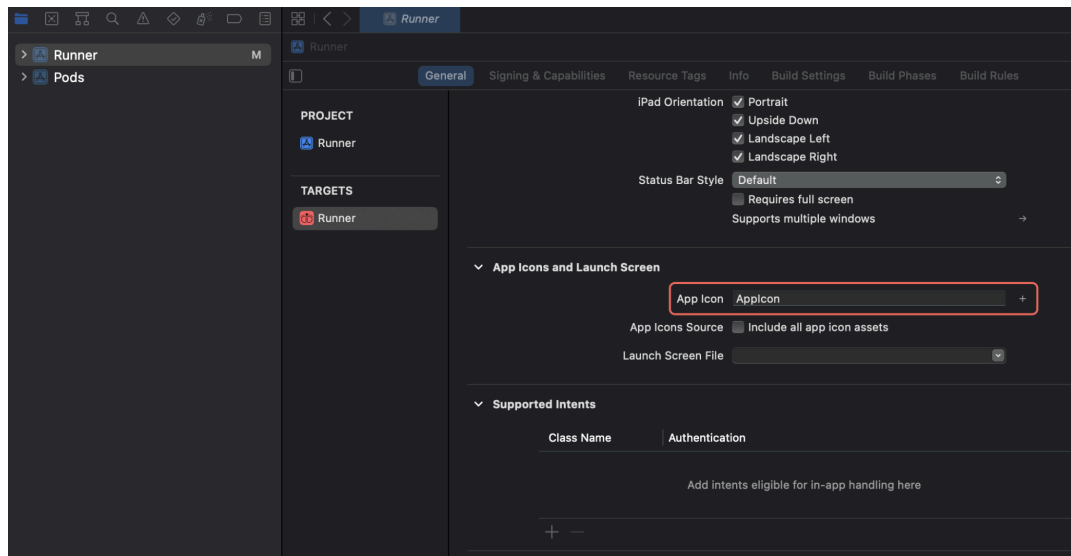 Runner
Runner M
Pods
Runner
General Signing & Capabilities Resource Tags Info Build Settings Build Phases Build Rules
PROJECT
Runner
TARGETS
Runner
iPad Orientation Portrait
Upside Down
Landscape Left
Landscape Right
Status Bar Style Default
Requires full screen
Supports multiple windows
App Icons and Launch Screen
App Icon AppIcon
App Icons Source Include all app icon assets
Launch Screen File
Supported Intents
Class Name Authentication
Add intents eligible for in-app handling here